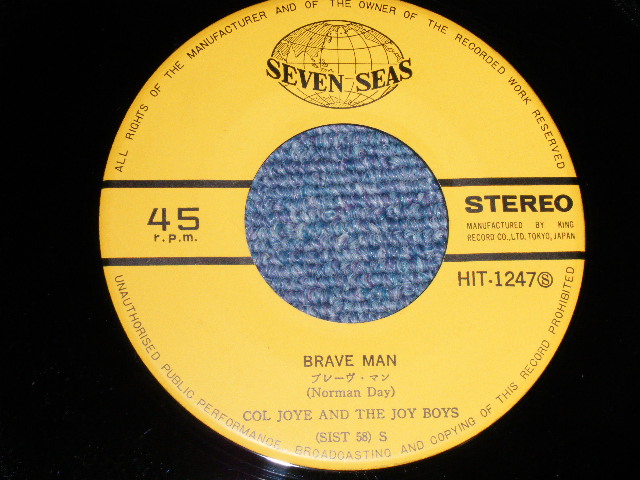 ALL RIGHTS OF THE MANUFACTURER AND OF THE OWNER OF THE RECORDED WORK RESERVED
SEVEN SEAS
45
r.p.m.
STEREO
MANUFACTURED BY KING
RECORD CO., LTD. TOKYO, JAPAN
HIT-1247Ⓢ
BRAVE MAN
ブレーヴ・マン
(Norman Day)
COL JOYE AND THE JOY BOYS
(SIST 58) S
UNAUTHORISED PUBLIC PERFORMANCE, BROADCASTING AND COPYING OF THIS RECORD PROHIBITED